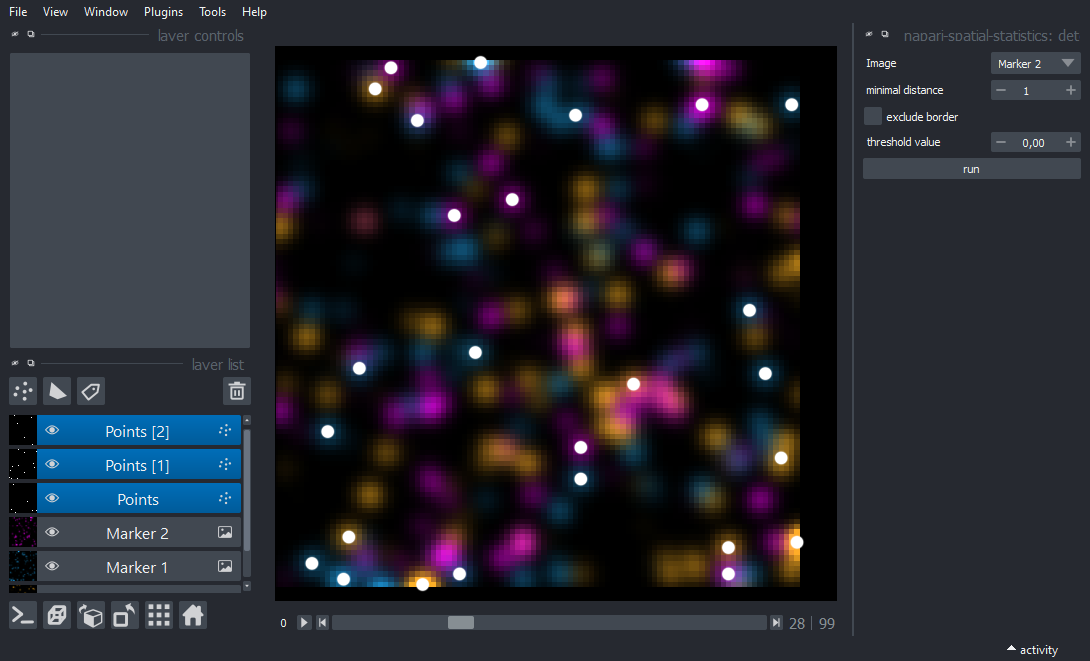 File View Window Plugins Tools Help
layer controls
napari-spatial-statistics: det
Image Marker 2
minimal distance 1
exclude border
threshold value 0,00
run
layer list
Points [2]
Points [1]
Points
Marker 2
Marker 1
0 28 | 99
activity